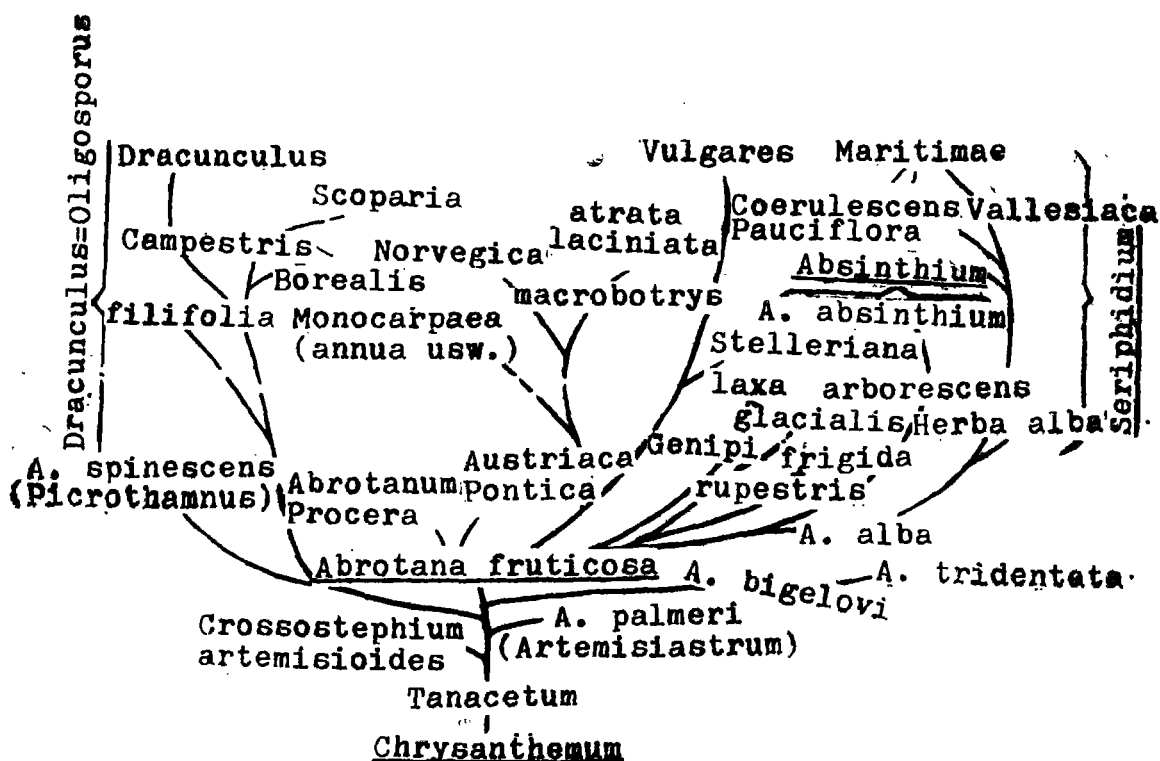 Dracunculus=Oligosporus
Dracunculus
Vulgares
Maritimae
Scoparia
atrata
laciniata
Coerulescens
Pauciflora
Vallesiaca
Campestris
Norvegica
Borealis
Absinthium
macrobotrys
A. absinthium
filifolia
Monocarpaea
(annua usw.)
Stelleriana
Seriphidium
laxa
arborescens
glacialis
Herba alba
A. spinescens
(Picrothamnus)
Abrotanum
Procera
Austriaca
Pontica
Genipi
frigida
rupestris
A. alba
Abrotana fruticosa
A. bigelovi
A. tridentata
Crossostephium
artemisioides
A. palmeri
(Artemisiastrum)
Tanacetum
Chrysanthemum